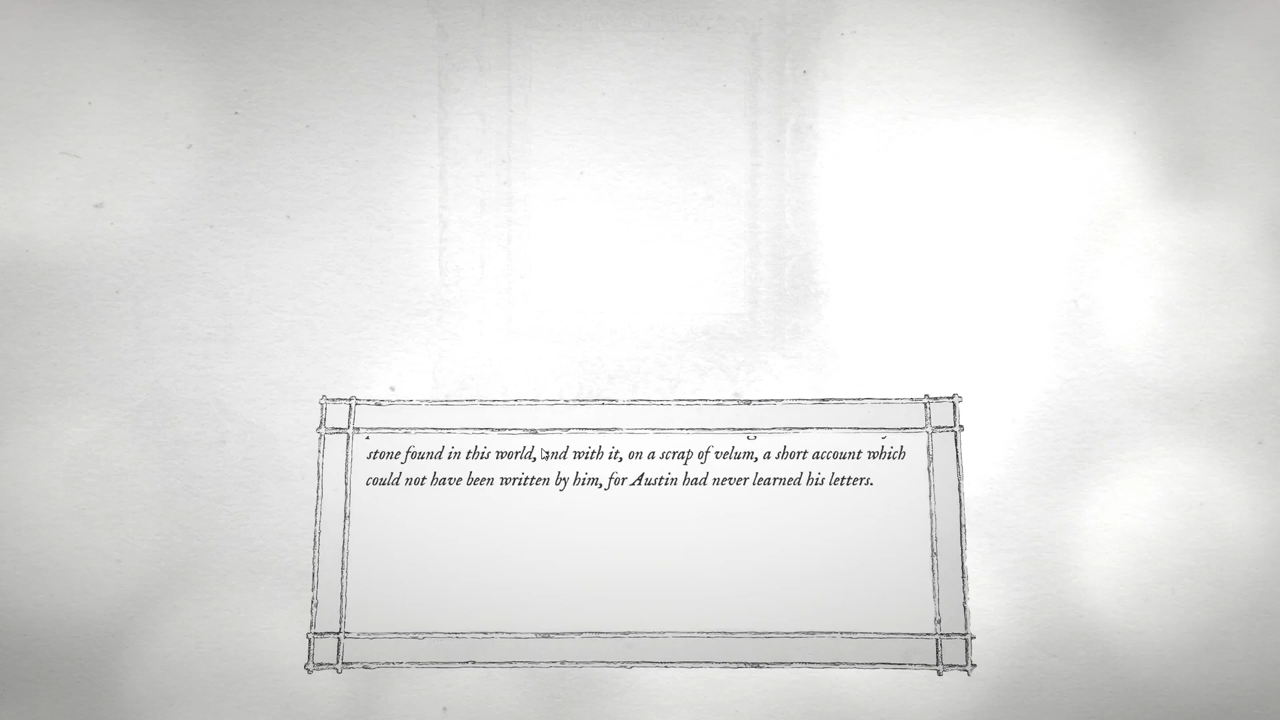 stone found in this world, and with it, on a scrap of velum, a short account which
could not have been written by him, for Austin had never learned his letters.